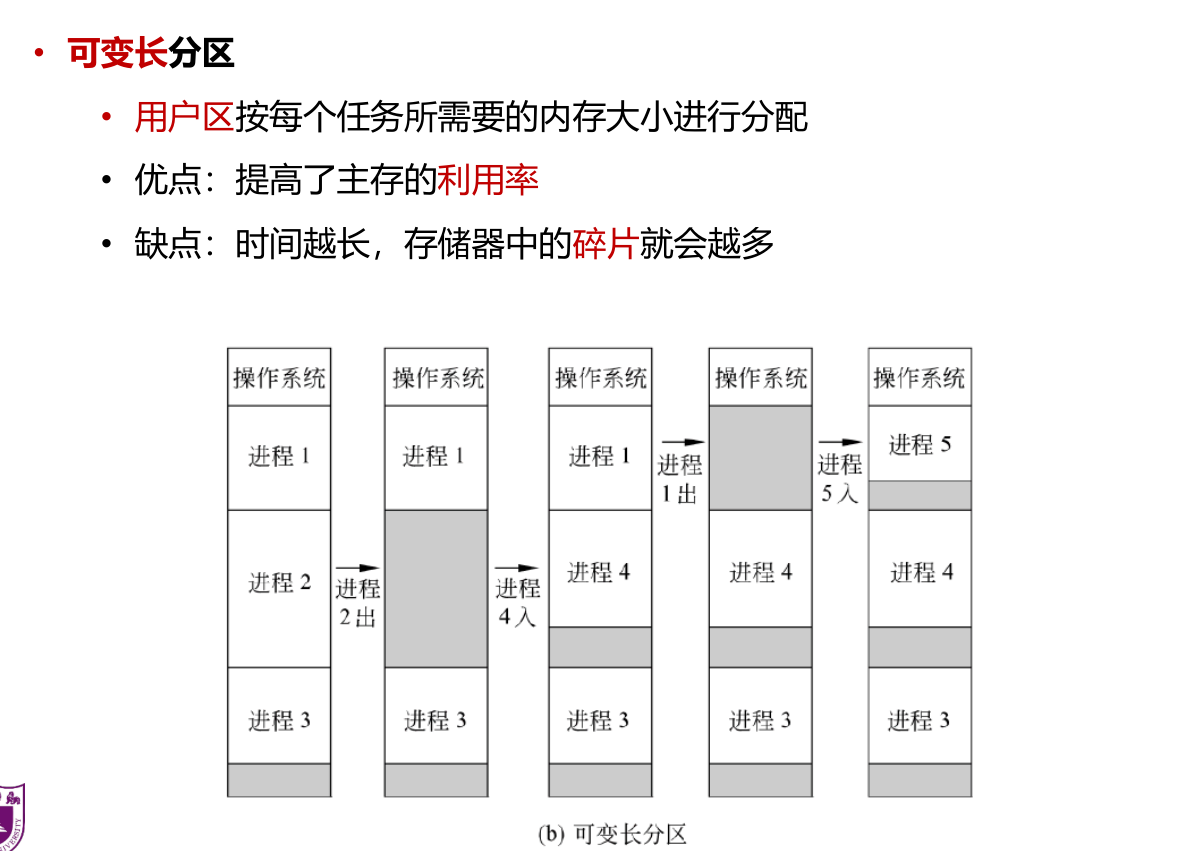 • 可变长分区
• 用户区按每个任务所需要的内存大小进行分配
• 优点：提高了主存的利用率
• 缺点：时间越长，存储器中的碎片就会越多
操作系统
进程 1
进程 2
进程 3
进程
2 出
操作系统
进程 1
进程 3
进程
4 入
操作系统
进程 1
进程 4
进程 3
进程
1 出
操作系统
进程 4
进程 3
进程
5 入
操作系统
进程 5
进程 4
进程 3
(b) 可变长分区